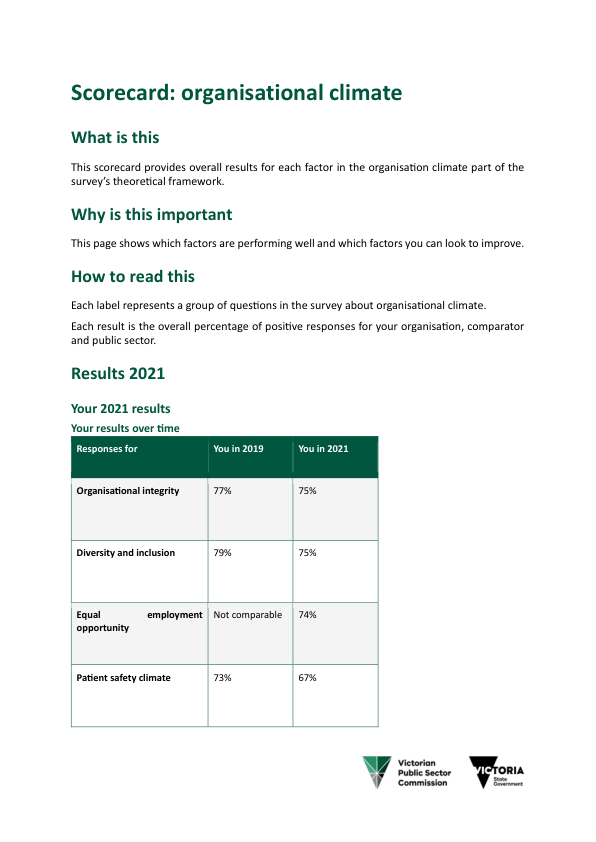 Scorecard: organisational climate
What is this
This scorecard provides overall results for each factor in the organisation climate part of the
survey's theoretical framework.
Why is this important
This page shows which factors are performing well and which factors you can look to improve.
How to read this
Each label represents a group of questions in the survey about organisational climate.
Each result is the overall percentage of positive responses for your organisation, comparator
and public sector.
Results 2021
Your 2021 results
Your results over time
Responses for You in 2019 You in 2021
Organisational integrity 77% 75%
Diversity and inclusion 79% 75%
Equal employment Not comparable 74%
opportunity
Patient safety climate 73% 67%
Victorian
Public Sector
Commission
VICTORIA
State
Government